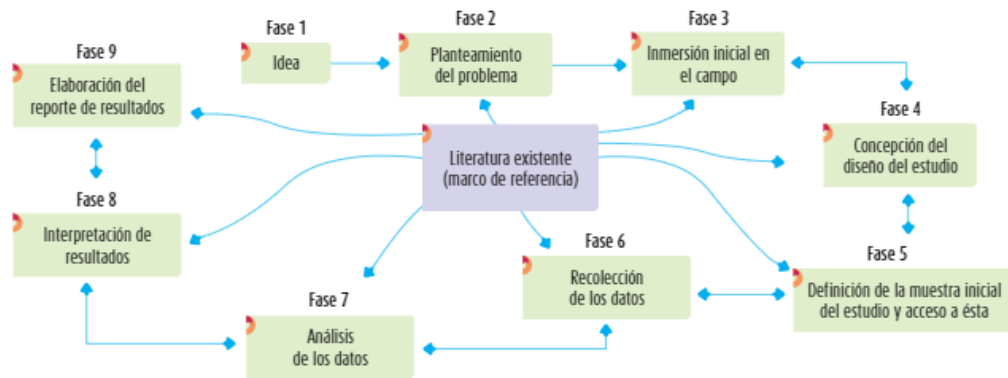 Fase 1
Idea
Fase 2
Planteamiento
del problema
Fase 3
Inmersión inicial en
el campo
Fase 4
Concepción del
diseño del estudio
Fase 5
Definición de la muestra inicial
del estudio y acceso a ésta
Fase 6
Recolección
de los datos
Fase 7
Análisis
de los datos
Fase 8
Interpretación de
resultados
Fase 9
Elaboración del
reporte de resultados
Literatura existente
(marco de referencia)